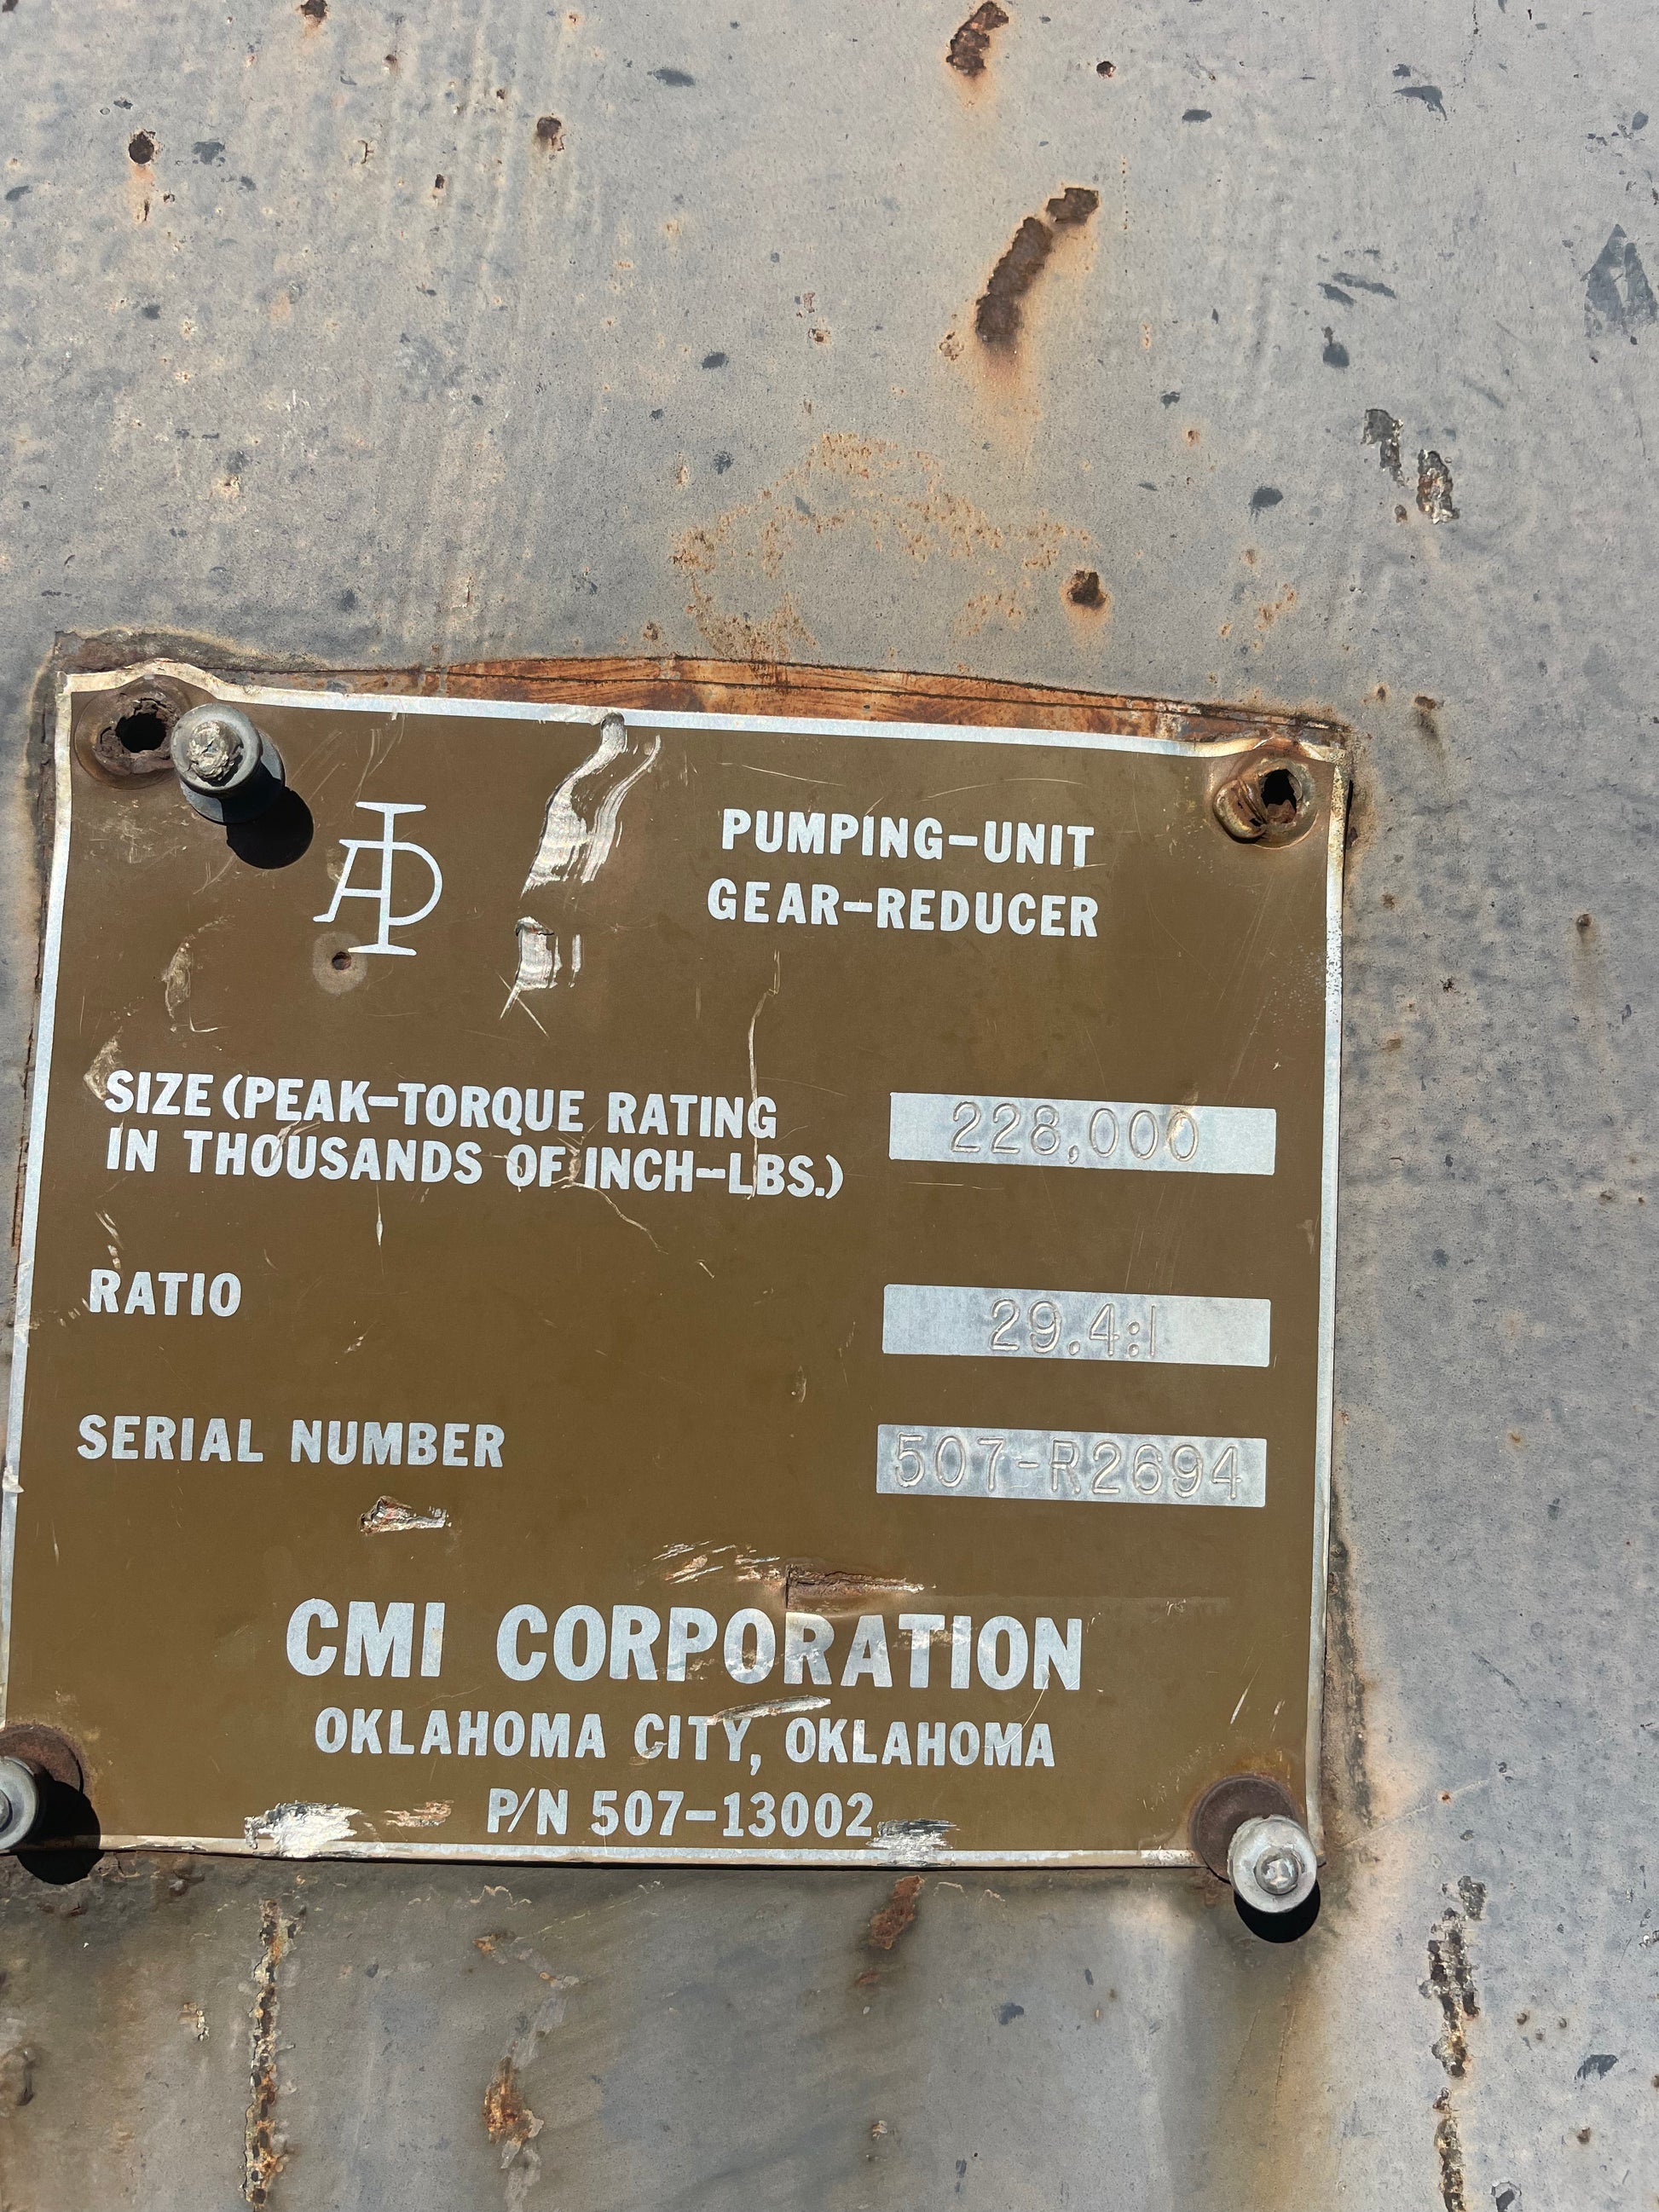 API
PUMPING-UNIT
GEAR-REDUCER
SIZE (PEAK-TORQUE RATING
IN THOUSANDS OF INCH-LBS.) 228,000
RATIO 29.4:1
SERIAL NUMBER 507-R2694
CMI CORPORATION
OKLAHOMA CITY, OKLAHOMA
P/N 507-13002